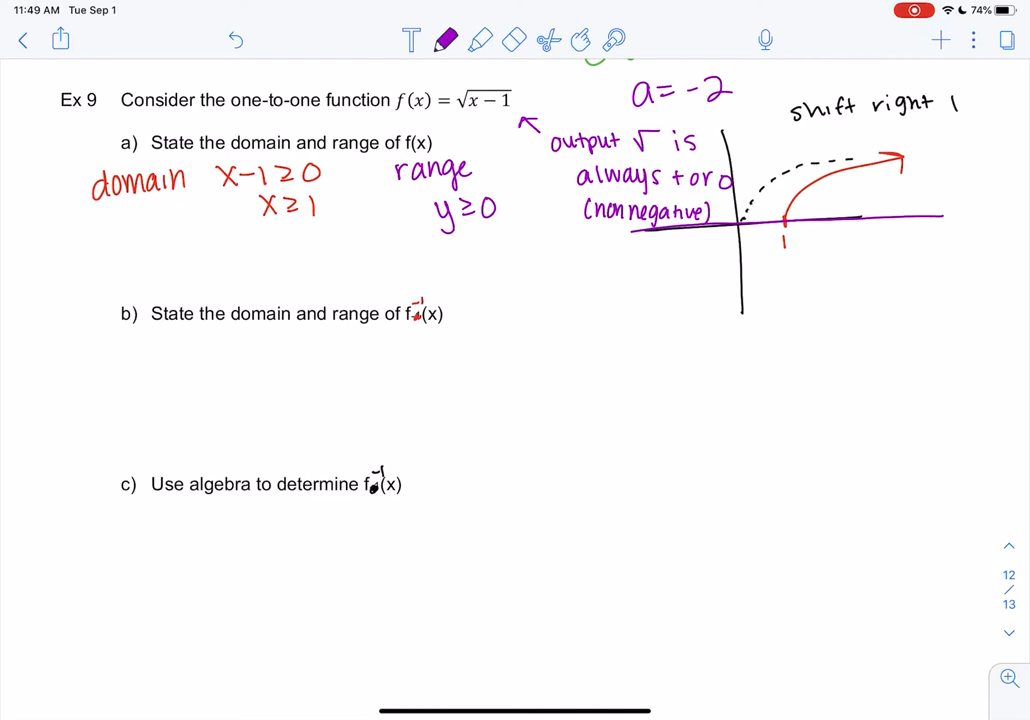 11:49 AM Tue Sep 1
74%
T
a = -2
Ex 9 Consider the one-to-one function f(x) = √x − 1
shift right 1
a) State the domain and range of f(x)
output √ is
always + or 0
(nonnegative)
domain x-1 ≥ 0
x ≥ 1
range
y ≥ 0
1
b) State the domain and range of f⁻¹(x)
c) Use algebra to determine f⁻¹(x)
12
/
13